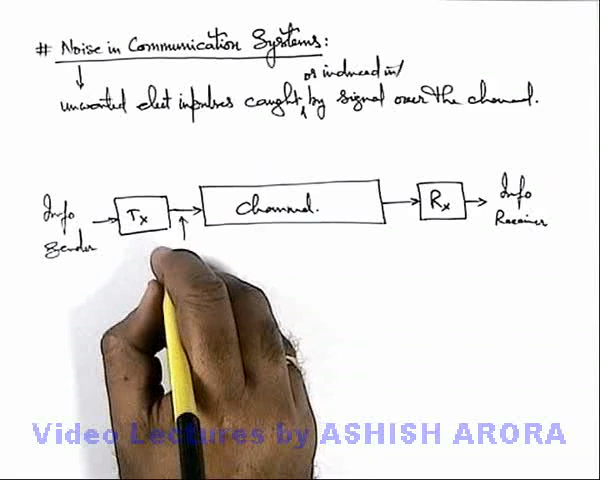 # Noise in Communication Systems:
or induced in/
unwanted elect impulses caught by signal over the channel.
Info Sender
Tx
Channel.
Rx
Info Receiver
Video Lectures by ASHISH ARORA